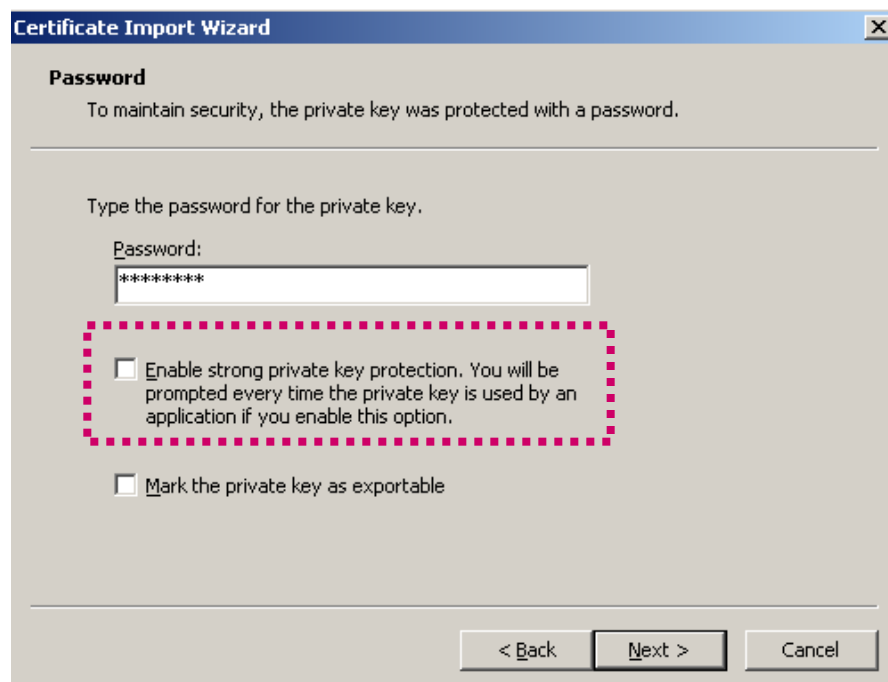 Certificate Import Wizard
Password
To maintain security, the private key was protected with a password.
Type the password for the private key.
Password:
********
Enable strong private key protection. You will be
prompted every time the private key is used by an
application if you enable this option.
Mark the private key as exportable
< Back Next > Cancel